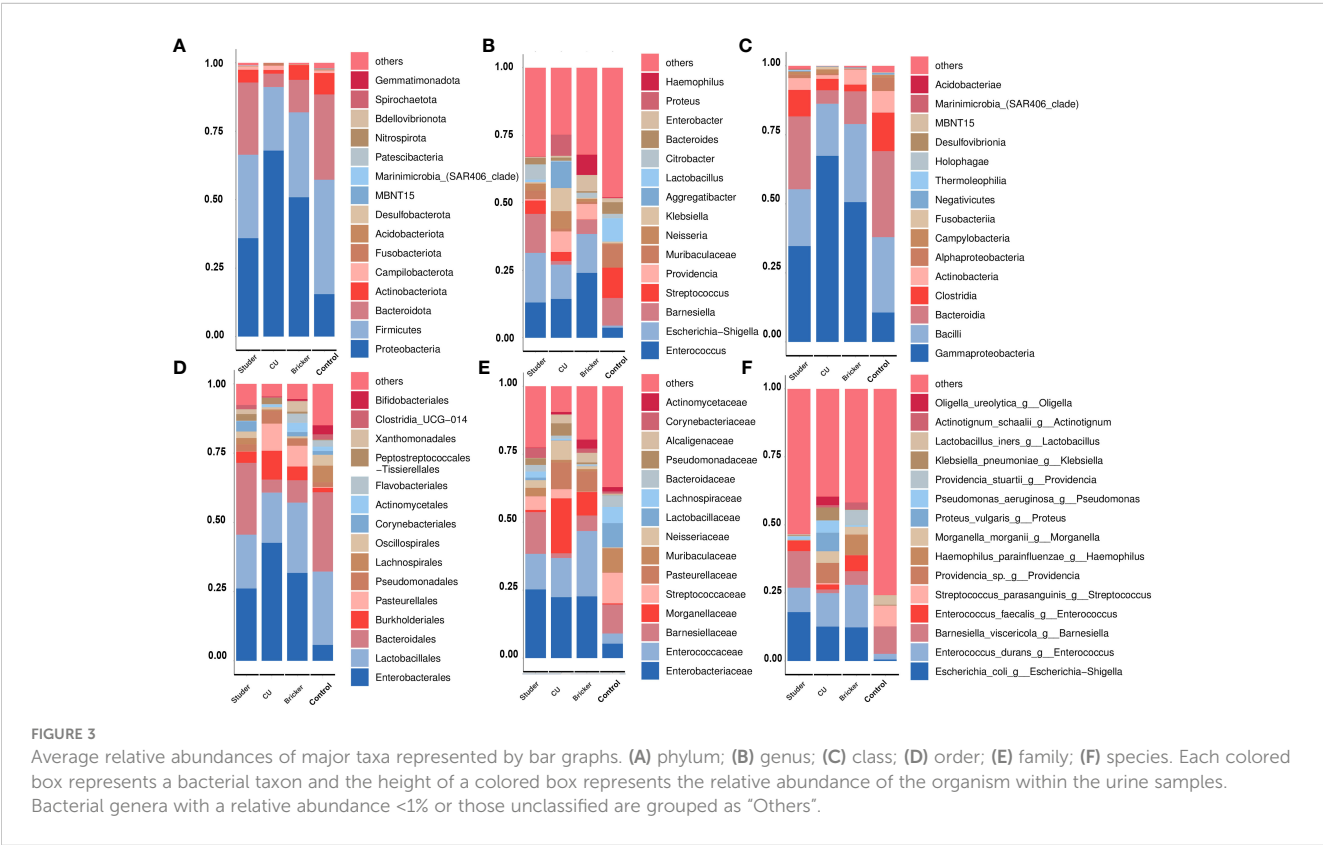 A
1.00
0.75
0.50
0.25
0.00
Studer
CU
Bricker
Control
others
Gemmatimonadota
Spirochaetota
Bdellovibrionota
Nitrospirota
Patescibacteria
Marinimicrobia_(SAR406_clade)
MBNT15
Desulfobacterota
Acidobacteriota
Fusobacteriota
Campilobacterota
Actinobacteriota
Bacteroidota
Firmicutes
Proteobacteria
B
1.00
0.75
0.50
0.25
0.00
Studer
CU
Bricker
Control
others
Haemophilus
Proteus
Enterobacter
Bacteroides
Citrobacter
Lactobacillus
Aggregatibacter
Klebsiella
Neisseria
Muribaculaceae
Providencia
Streptococcus
Barnesiella
Escherichia−Shigella
Enterococcus
C
1.00
0.75
0.50
0.25
0.00
Studer
CU
Bricker
Control
others
Acidobacteriae
Marinimicrobia_(SAR406_clade)
MBNT15
Desulfovibrionia
Holophagae
Thermoleophilia
Negativicutes
Fusobacteriia
Campylobacteria
Alphaproteobacteria
Actinobacteria
Clostridia
Bacteroidia
Bacilli
Gammaproteobacteria
D
1.00
0.75
0.50
0.25
0.00
Studer
CU
Bricker
Control
others
Bifidobacteriales
Clostridia_UCG−014
Xanthomonadales
Peptostreptococcales
−Tissierellales
Flavobacteriales
Actinomycetales
Corynebacteriales
Oscillospirales
Lachnospirales
Pseudomonadales
Pasteurellales
Burkholderiales
Bacteroidales
Lactobacillales
Enterobacterales
E
1.00
0.75
0.50
0.25
0.00
Studer
CU
Bricker
Control
others
Actinomycetaceae
Corynebacteriaceae
Alcaligenaceae
Pseudomonadaceae
Bacteroidaceae
Lachnospiraceae
Lactobacillaceae
Neisseriaceae
Muribaculaceae
Pasteurellaceae
Streptococcaceae
Morganellaceae
Barnesiellaceae
Enterococcaceae
Enterobacteriaceae
F
1.00
0.75
0.50
0.25
0.00
Studer
CU
Bricker
Control
others
Oligella_ureolytica_g__Oligella
Actinotignum_schaalii_g__Actinotignum
Lactobacillus_iners_g__Lactobacillus
Klebsiella_pneumoniae_g__Klebsiella
Providencia_stuartii_g__Providencia
Pseudomonas_aeruginosa_g__Pseudomonas
Proteus_vulgaris_g__Proteus
Morganella_morganii_g__Morganella
Haemophilus_parainfluenzae_g__Haemophilus
Providencia_sp._g__Providencia
Streptococcus_parasanguinis_g__Streptococcus
Enterococcus_faecalis_g__Enterococcus
Barnesiella_viscericola_g__Barnesiella
Enterococcus_durans_g__Enterococcus
Escherichia_coli_g__Escherichia−Shigella
FIGURE 3
Average relative abundances of major taxa represented by bar graphs. (A) phylum; (B) genus; (C) class; (D) order; (E) family; (F) species. Each colored
box represents a bacterial taxon and the height of a colored box represents the relative abundance of the organism within the urine samples.
Bacterial genera with a relative abundance <1% or those unclassified are grouped as "Others".